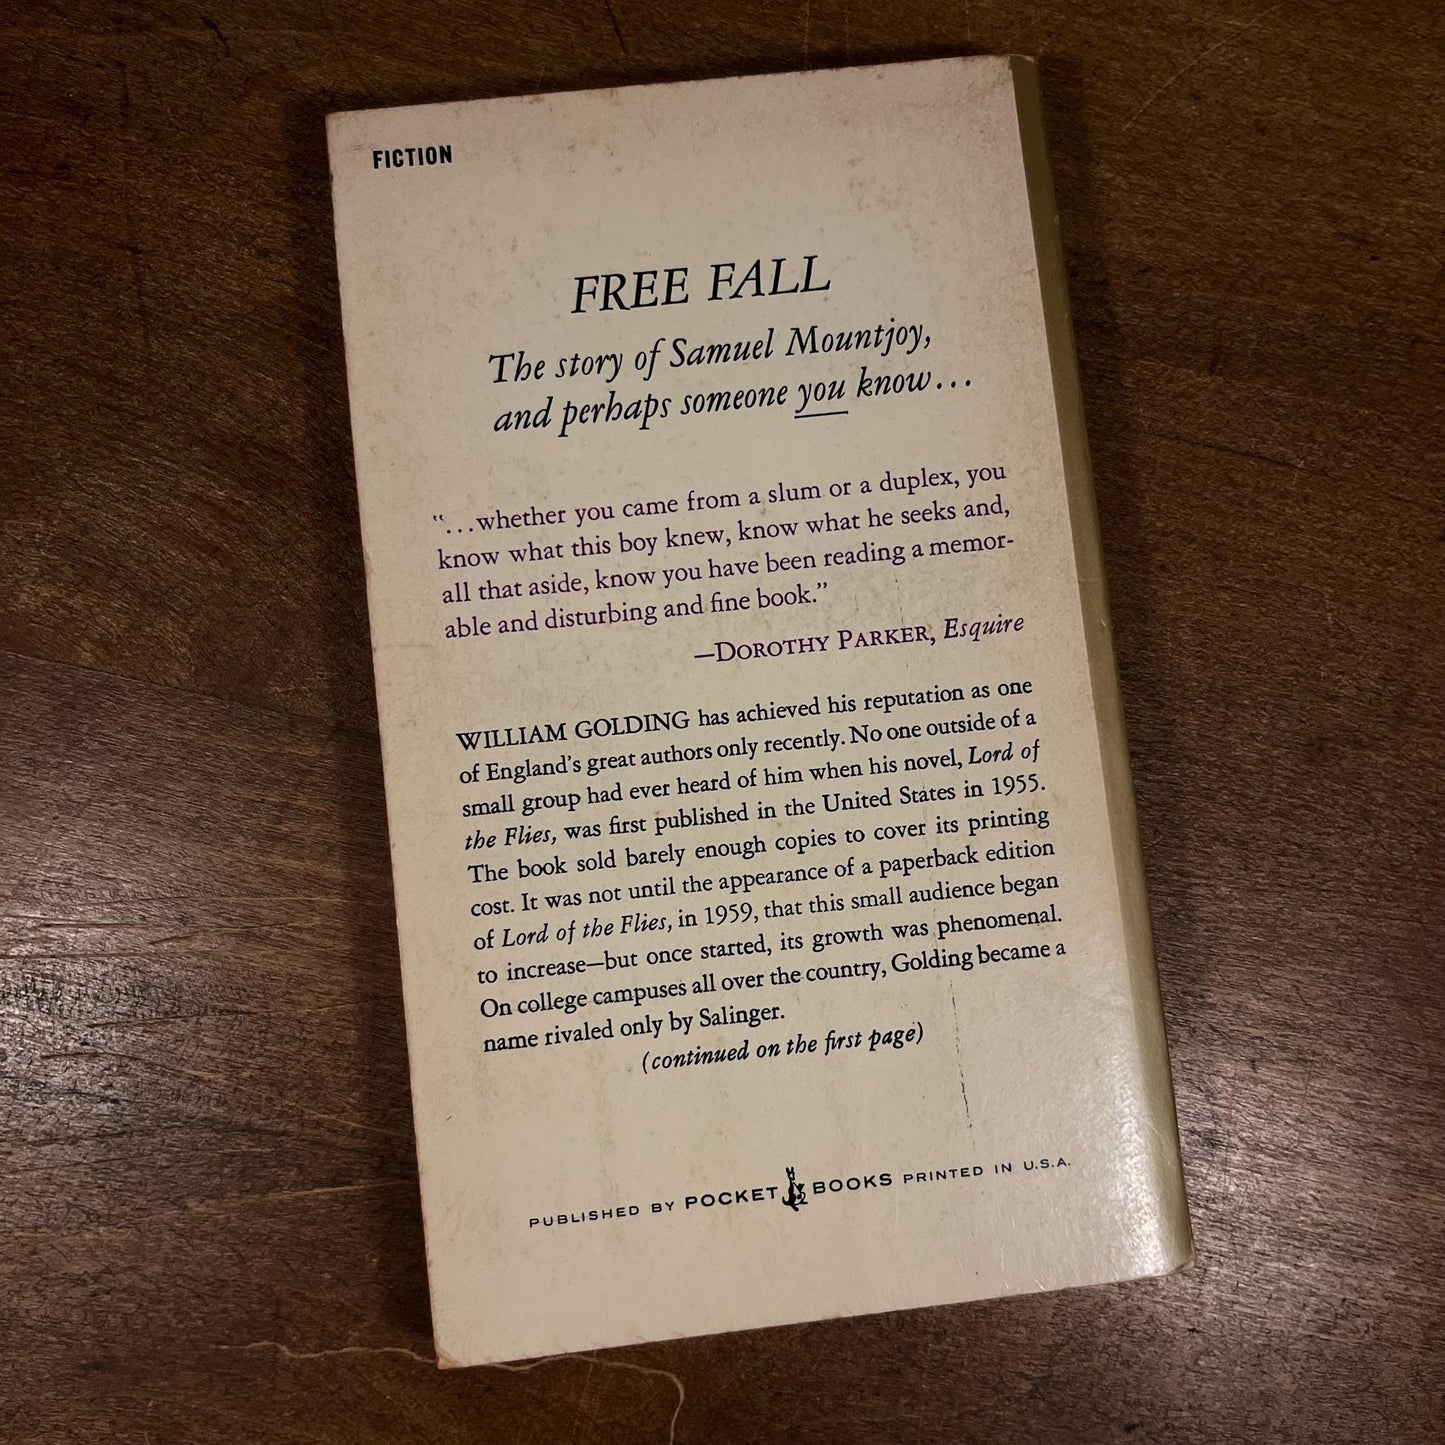 FICTION
FREE FALL
The story of Samuel Mountjoy,
and perhaps someone you know...
"...whether you came from a slum or a duplex, you
know what this boy knew, know what he seeks and,
all that aside, know you have been reading a memor-
able and disturbing and fine book."
—DOROTHY PARKER, Esquire
WILLIAM GOLDING has achieved his reputation as one
of England's great authors only recently. No one outside of a
small group had ever heard of him when his novel, Lord of
the Flies, was first published in the United States in 1955.
The book sold barely enough copies to cover its printing
cost. It was not until the appearance of a paperback edition
of Lord of the Flies, in 1959, that this small audience began
to increase—but once started, its growth was phenomenal.
On college campuses all over the country, Golding became a
name rivaled only by Salinger.
(continued on the first page)
PUBLISHED BY POCKET BOOKS PRINTED IN U.S.A.